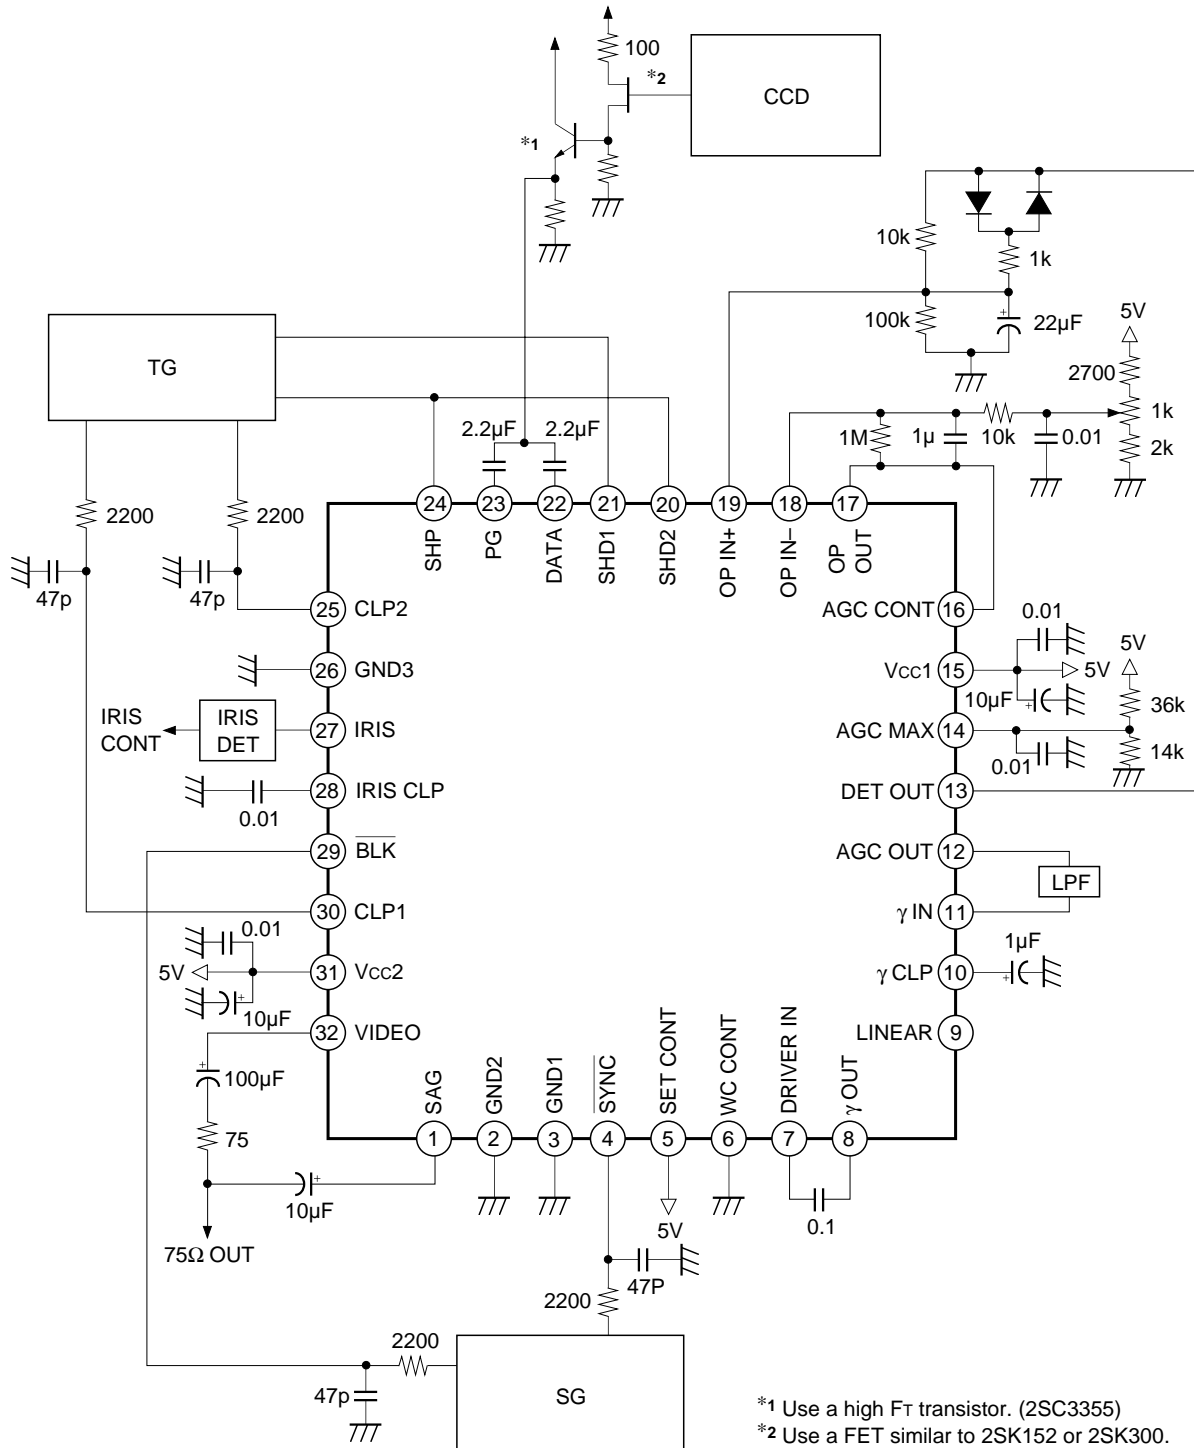 100
*2
CCD
*1
10k
1k
100k
22μF
5V
2700
1k
2k
TG
2.2μF
2.2μF
1M
1μ
10k
0.01
2200
2200
47p
47p
24
23
22
21
20
19
18
17
SHP
PG
DATA
SHD1
SHD2
OP IN+
OP IN–
OP OUT
25
CLP2
AGC CONT
16
0.01
26
GND3
Vcc1
15
5V
10μF
5V
36k
IRIS CONT
IRIS DET
27
IRIS
AGC MAX
14
0.01
14k
28
IRIS CLP
0.01
DET OUT
13
29
BLK
AGC OUT
12
LPF
30
CLP1
γ IN
11
0.01
5V
31
Vcc2
10μF
γ CLP
10
1μF
32
VIDEO
LINEAR
9
100μF
75
SAG
GND2
GND1
SYNC
SET CONT
WC CONT
DRIVER IN
γ OUT
1
2
3
4
5
6
7
8
10μF
75Ω OUT
5V
0.1
47P
2200
2200
47p
SG
*1 Use a high FT transistor. (2SC3355)
*2 Use a FET similar to 2SK152 or 2SK300.